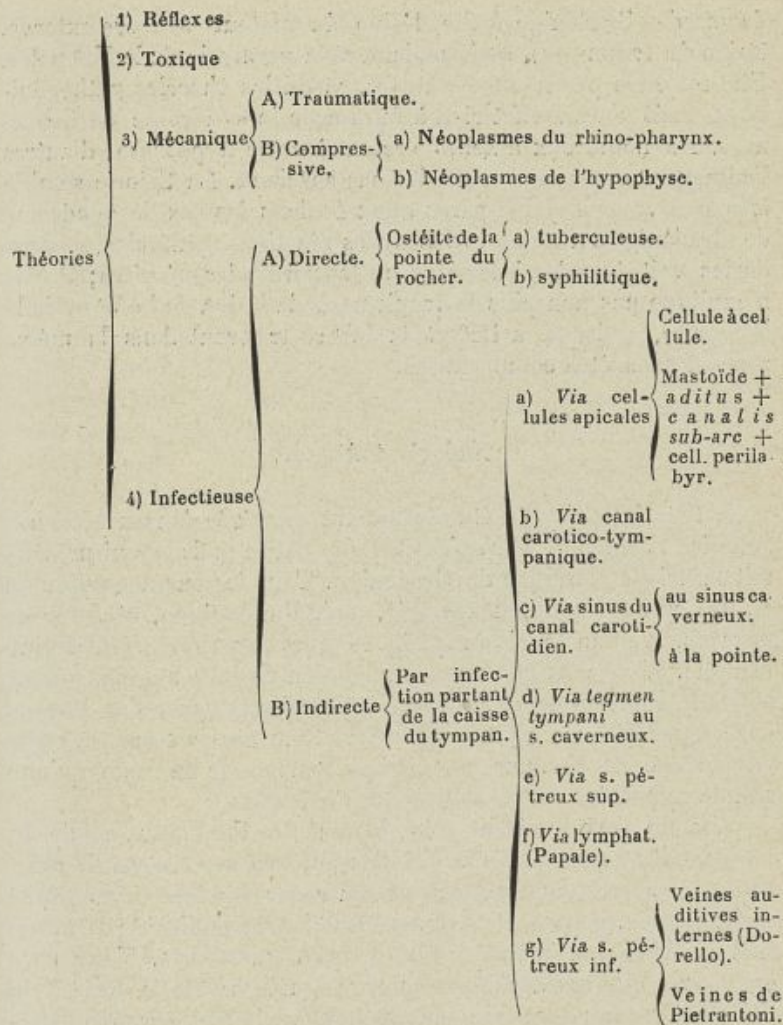 Théories
1) Réflexes
2) Toxique
3) Mécanique
A) Traumatique.
B) Compres-
sive.
a) Néoplasmes du rhino-pharynx.
b) Néoplasmes de l'hypophyse.
4) Infectieuse
A) Directe.
Ostéite de la
pointe du
rocher.
a) tuberculeuse.
b) syphilitique.
B) Indirecte
Par infec-
tion partant
de la caisse
du tympan.
a) Via cel-
lules apicales
Cellule à cel
lule.
Mastoïde +
aditus +
canalis
sub-arc +
cell. perila
byr.
b) Via canal
carotico-tym-
panique.
c) Via sinus du
canal caroti-
dien.
au sinus ca
verneux.
à la pointe.
d) Via tegmen
tympani au
s. caverneux.
e) Via s. pé-
treux sup.
f) Via lymphat.
(Papale).
g) Via s. pé-
treux inf.
Veines au-
ditives in-
ternes (Do-
rello).
Veines de
Pietrantoni.